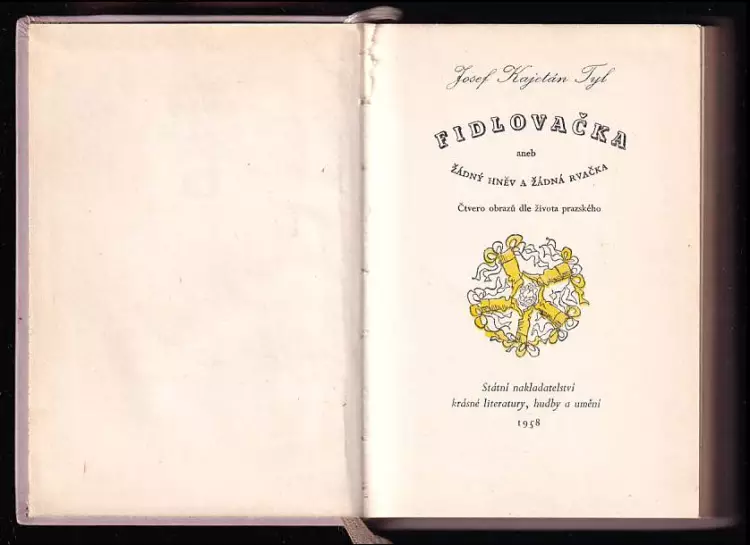 Josef Kajetán Tyl
FIDLOVAČKA
aneb
ŽÁDNÝ HNĚV A ŽÁDNÁ RVAČKA
Čtvero obrazů dle života prazského
Státní nakladatelství
krásné literatury, hudby a umění
1958